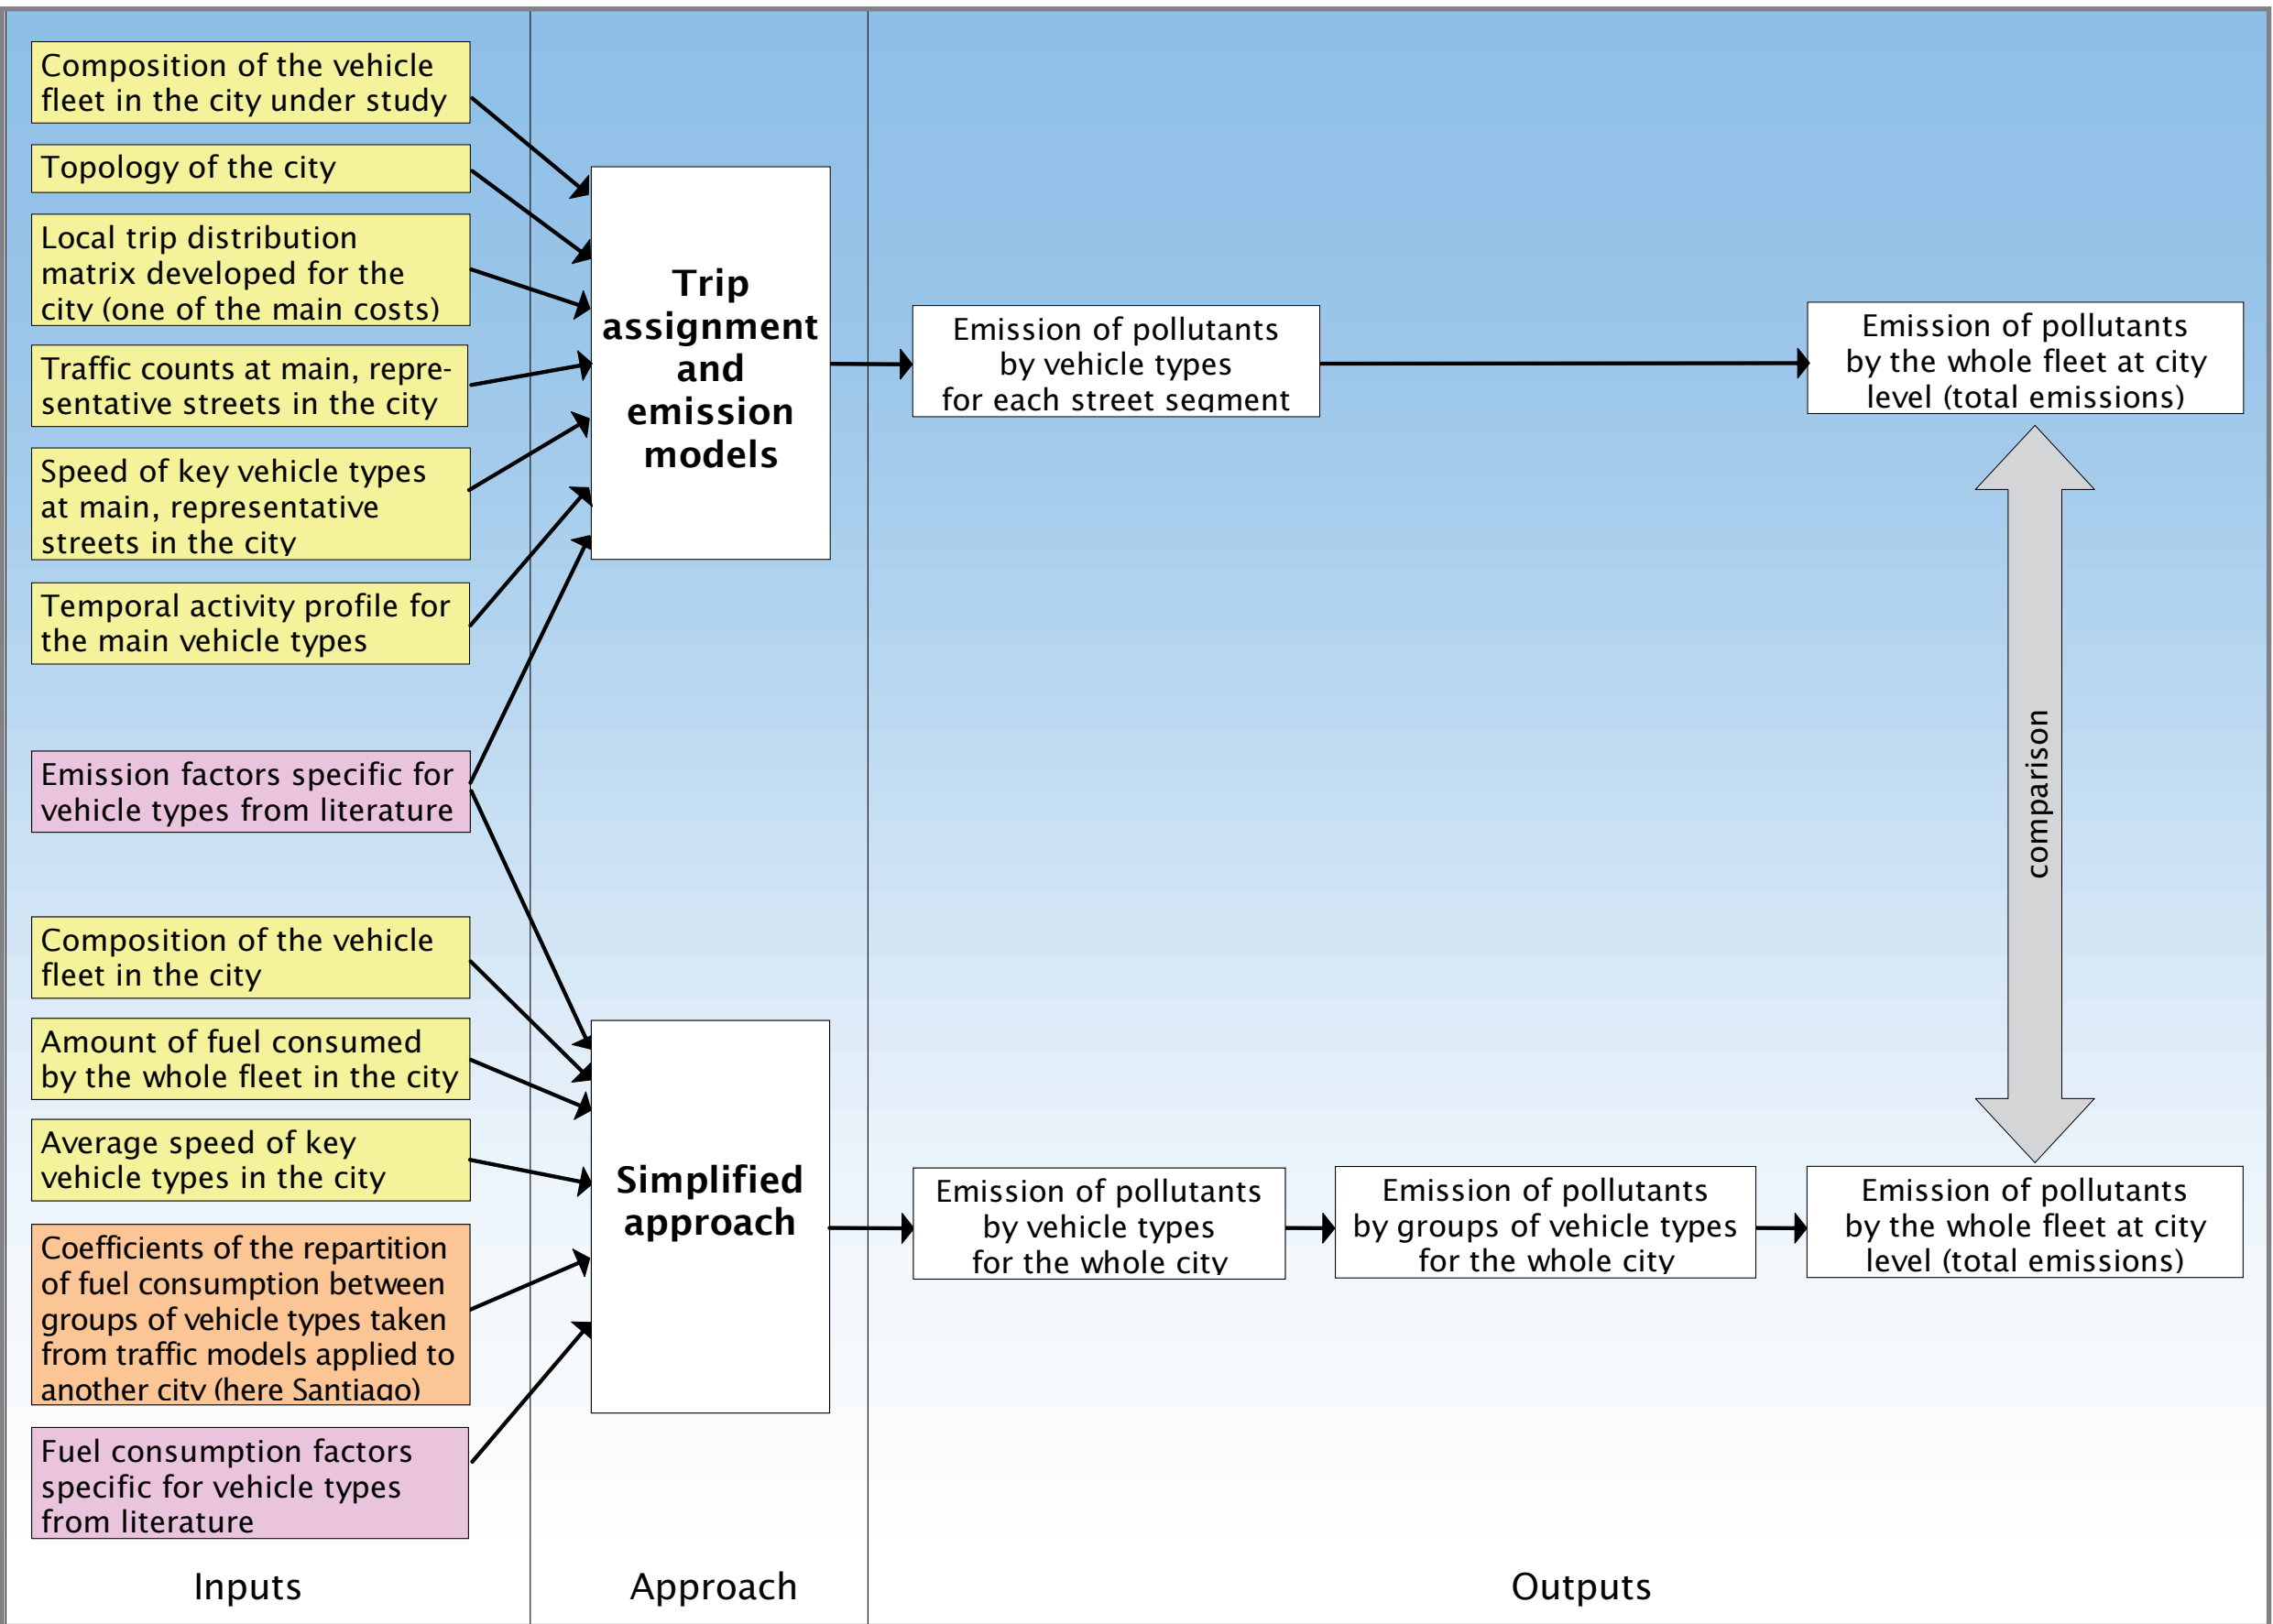 Composition of the vehicle
fleet in the city under study
Topology of the city
Local trip distribution
matrix developed for the
city (one of the main costs)
Traffic counts at main, repre-
sentative streets in the city
Speed of key vehicle types
at main, representative
streets in the city
Temporal activity profile for
the main vehicle types
Emission factors specific for
vehicle types from literature
Composition of the vehicle
fleet in the city
Amount of fuel consumed
by the whole fleet in the city
Average speed of key
vehicle types in the city
Coefficients of the repartition
of fuel consumption between
groups of vehicle types taken
from traffic models applied to
another city (here Santiago)
Fuel consumption factors
specific for vehicle types
from literature
Inputs
Trip
assignment
and
emission
models
Simplified
approach
Approach
Emission of pollutants
by vehicle types
for each street segment
Emission of pollutants
by the whole fleet at city
level (total emissions)
comparison
Emission of pollutants
by vehicle types
for the whole city
Emission of pollutants
by groups of vehicle types
for the whole city
Emission of pollutants
by the whole fleet at city
level (total emissions)
Outputs